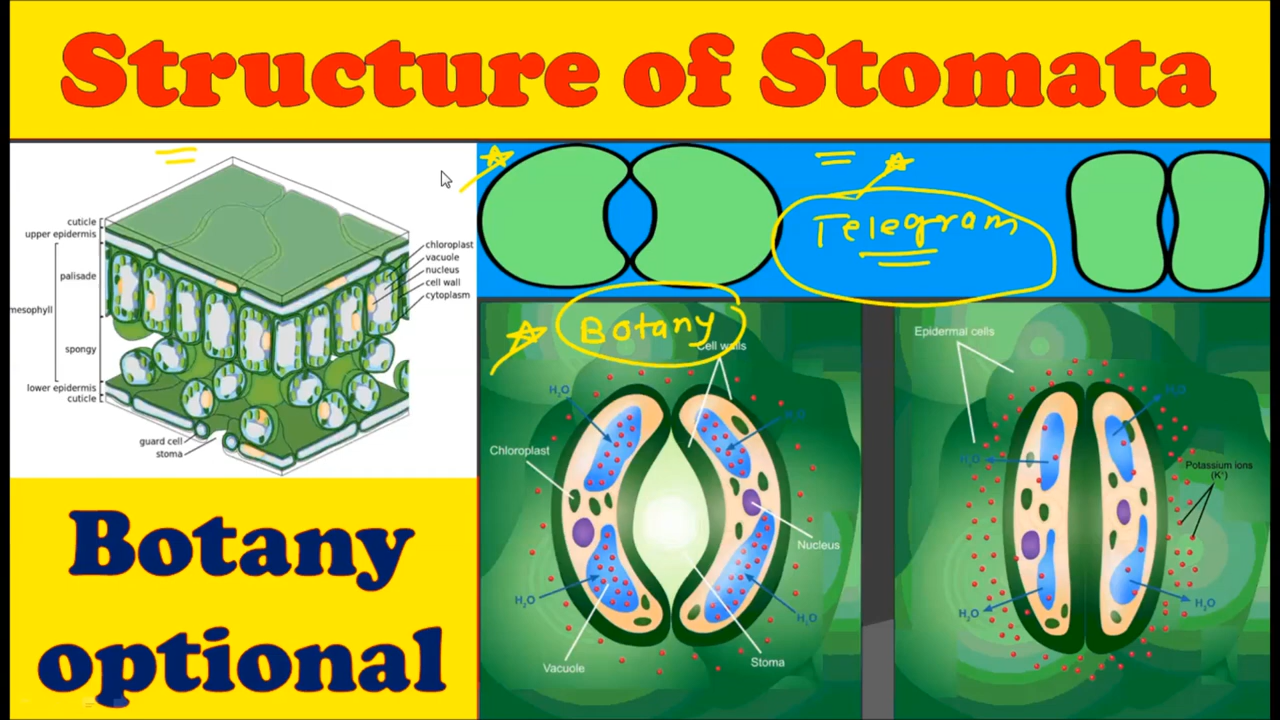 Structure of Stomata
cuticle
upper epidermis
palisade
mesophyll
spongy
lower epidermis
cuticle
guard cell
stoma
chloroplast
vacuole
nucleus
cell wall
cytoplasm
Telegram
Botany
Cell walls
H₂O
H₂O
Chloroplast
Nucleus
H₂O
H₂O
Vacuole
Stoma
Epidermal cells
H₂O
H₂O
Potassium ions
(K⁺)
H₂O
H₂O
Botany
optional